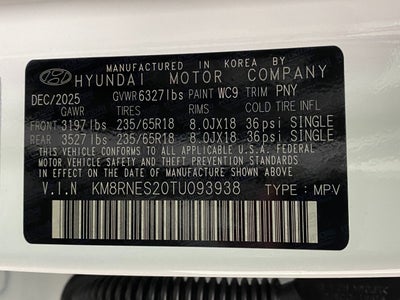 MANUFACTURED IN KOREA BY
HYUNDAI MOTOR COMPANY
DEC/2025 GVWR 6327lbs PAINT WC9 TRIM PNY
GAWR TIRES RIMS COLD TIRE INFL
FRONT 3197lbs 235/65R18 8.0JX18 36psi SINGLE
REAR 3527lbs 235/65R18 8.0JX18 36psi SINGLE
THIS VEHICLE CONFORMS TO ALL APPLICABLE U.S.A. FEDERAL
MOTOR VEHICLE SAFETY STANDARDS
IN EFFECT ON THE DATE OF MANUFACTURE SHOWN ABOVE.
V.I.N KM8RNES20TU093938 TYPE : MPV